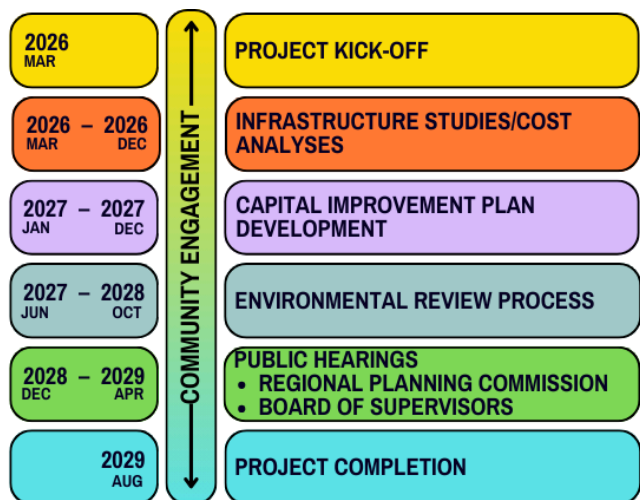 2026
MAR
PROJECT KICK-OFF
2026 – 2026
MAR DEC
INFRASTRUCTURE STUDIES/COST
ANALYSES
2027 – 2027
JAN DEC
CAPITAL IMPROVEMENT PLAN
DEVELOPMENT
2027 – 2028
JUN OCT
ENVIRONMENTAL REVIEW PROCESS
2028 – 2029
DEC APR
PUBLIC HEARINGS
• REGIONAL PLANNING COMMISSION
• BOARD OF SUPERVISORS
2029
AUG
PROJECT COMPLETION
COMMUNITY ENGAGEMENT